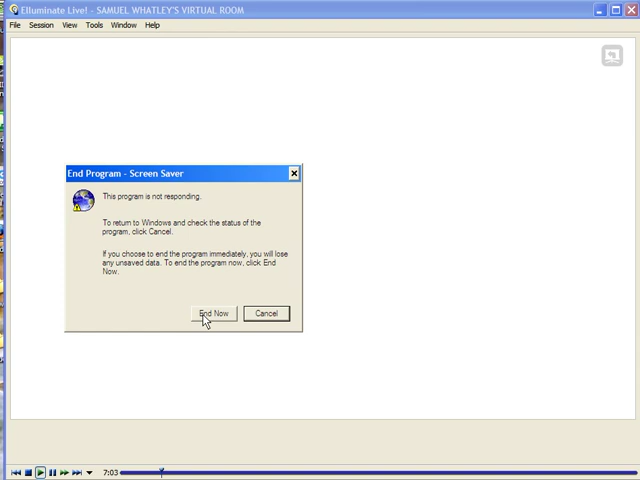 Elluminate Live! - SAMUEL WHATLEY'S VIRTUAL ROOM
File Session View Tools Window Help
End Program - Screen Saver
This program is not responding.
To return to Windows and check the status of the
program, click Cancel.
If you choose to end the program immediately, you will lose
any unsaved data. To end the program now, click End
Now.
End Now Cancel
7:03